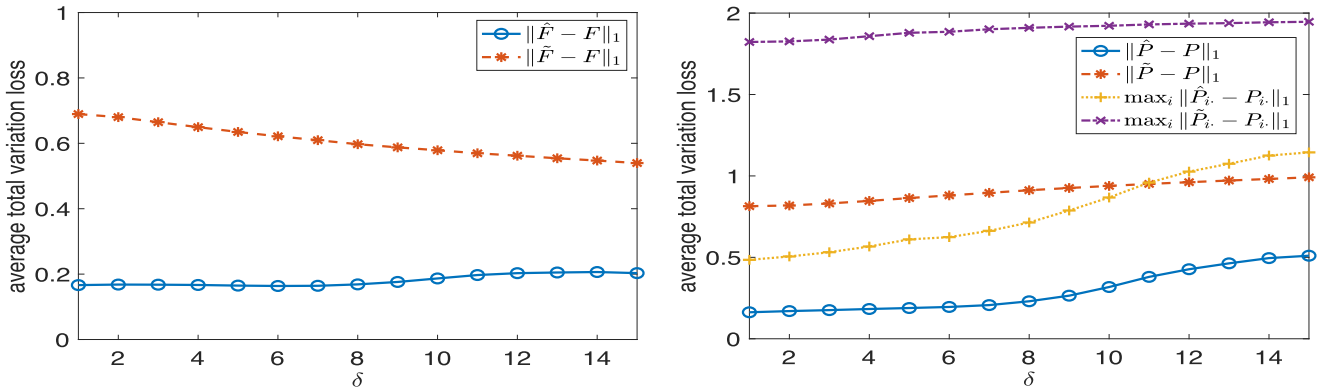 average total variation loss
1
0.8
0.6
0.4
0.2
0
2 4 6 8 10 12 14
δ
‖F̂ − F‖₁
‖F̃ − F‖₁
average total variation loss
2
1.5
1
0.5
0
2 4 6 8 10 12 14
δ
‖P̂ − P‖₁
‖P̃ − P‖₁
maxᵢ ‖P̂ᵢ. − Pᵢ.‖₁
maxᵢ ‖P̃ᵢ. − Pᵢ.‖₁